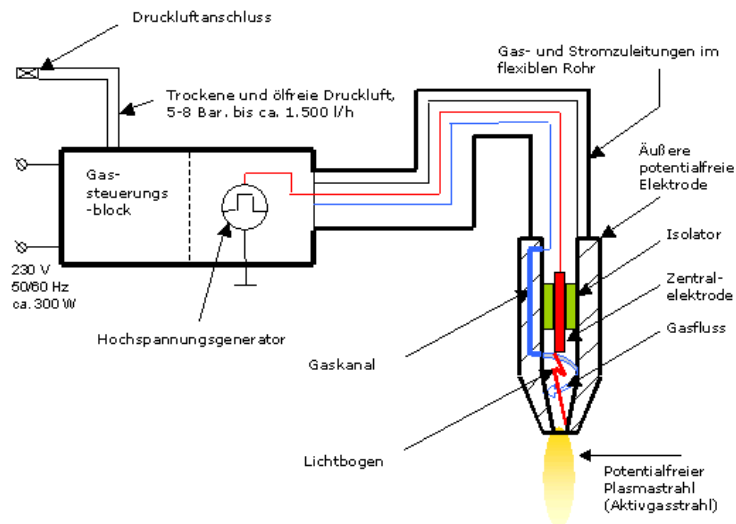 Druckluftanschluss
Gas- und Stromzuleitungen im
flexiblen Rohr
Trockene und ölfreie Druckluft,
5-8 Bar. bis ca. 1.500 l/h
Äußere
potentialfreie
Elektrode
Gas-
steuerungs
-block
Isolator
230 V
50/60 Hz
ca. 300 W
Zentral-
elektrode
Hochspannungsgenerator
Gasfluss
Gaskanal
Lichtbogen
Potentialfreier
Plasmastrahl
(Aktivgasstrahl)